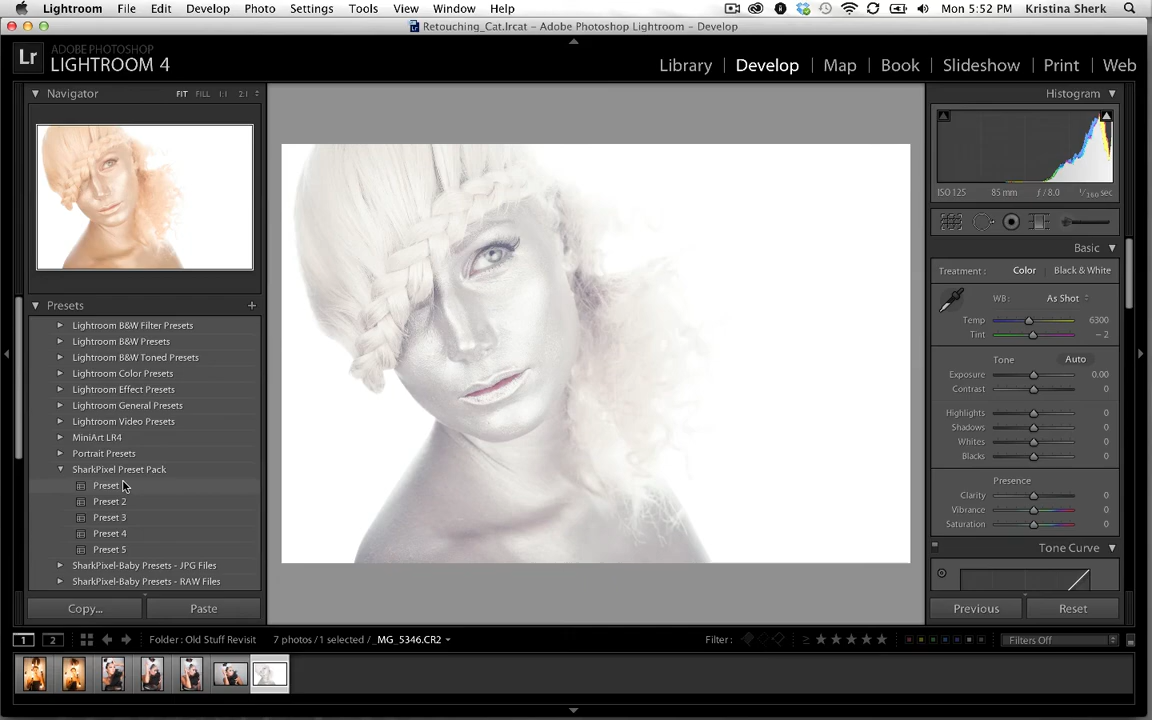 Lightroom File Edit Develop Photo Settings Tools View Window Help Mon 5:52 PM Kristina Sherk
Retouching_Cat.lrcat – Adobe Photoshop Lightroom – Develop
Lr ADOBE PHOTOSHOP
LIGHTROOM 4
Library | Develop | Map | Book | Slideshow | Print | Web
Navigator FIT FILL 1:1 2:1
Presets +
Lightroom B&W Filter Presets
Lightroom B&W Presets
Lightroom B&W Toned Presets
Lightroom Color Presets
Lightroom Effect Presets
Lightroom General Presets
Lightroom Video Presets
MiniArt LR4
Portrait Presets
SharkPixel Preset Pack
Preset
Preset 2
Preset 3
Preset 4
Preset 5
SharkPixel-Baby Presets - JPG Files
SharkPixel-Baby Presets - RAW Files
Copy... Paste
Histogram
ISO 125 85 mm f / 8.0 1/160 sec
Basic
Treatment : Color | Black & White
WB: As Shot
Temp 6300
Tint – 2
Tone Auto
Exposure 0.00
Contrast 0
Highlights 0
Shadows 0
Whites 0
Blacks 0
Presence
Clarity 0
Vibrance 0
Saturation 0
Tone Curve
Previous Reset
1 2 Folder : Old Stuff Revisit 7 photos / 1 selected / _MG_5346.CR2 Filter : ≥ ★ ★ ★ ★ ★ Filters Off